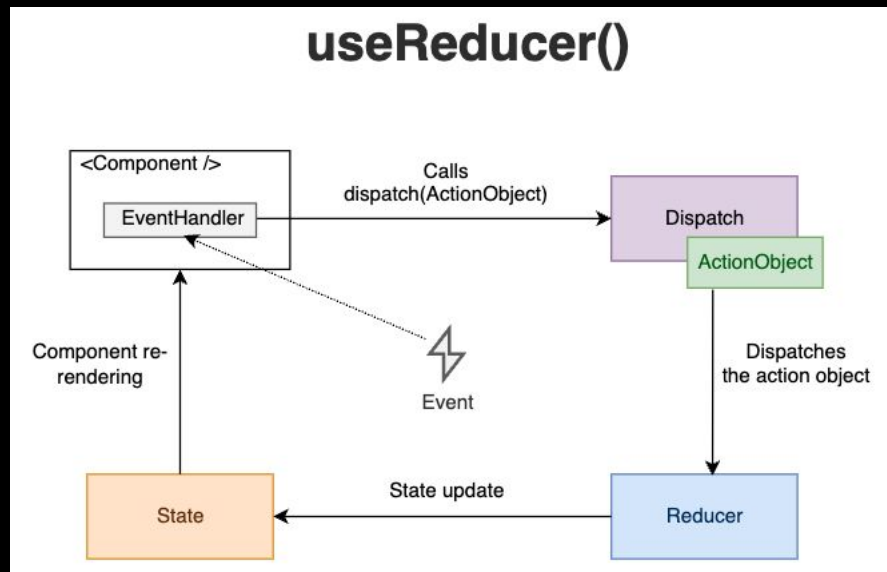 useReducer()
<Component />
EventHandler
Calls
dispatch(ActionObject)
Dispatch
ActionObject
Component re-
rendering
Event
Dispatches
the action object
State
State update
Reducer